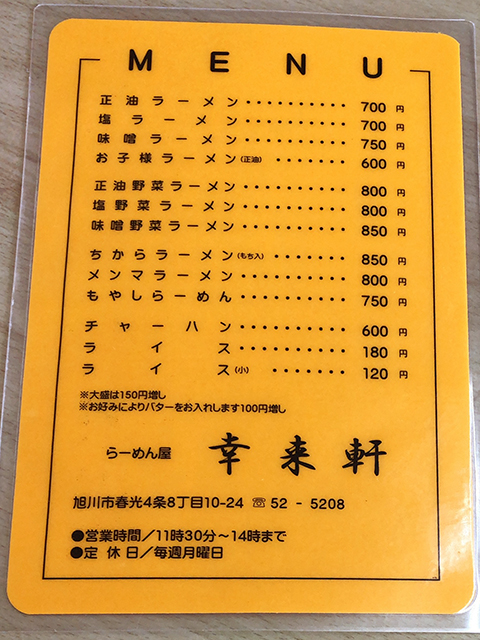 MENU
正油ラーメン・・・・・・・・・・ 700 円
塩ラーメン・・・・・・・・・・ 700 円
味噌ラーメン・・・・・・・・・・ 750 円
お子様ラーメン(正油)・・・・・・・ 600 円
正油野菜ラーメン・・・・・・・・・・ 800 円
塩野菜ラーメン・・・・・・・・・・ 800 円
味噌野菜ラーメン・・・・・・・・・・ 850 円
ちからラーメン(もち入)・・・・・・・ 850 円
メンマラーメン・・・・・・・・・・ 800 円
もやしらーめん・・・・・・・・・・ 750 円
チャーハン・・・・・・・・・・ 600 円
ライス・・・・・・・・・・ 180 円
ライス(小)・・・・・・・ 120 円
※大盛は150円増し
※お好みによりバターをお入れします100円増し
らーめん屋 幸来軒
旭川市春光4条8丁目10-24 ☏52-5208
●営業時間/11時30分〜14時まで
●定休日/毎週月曜日